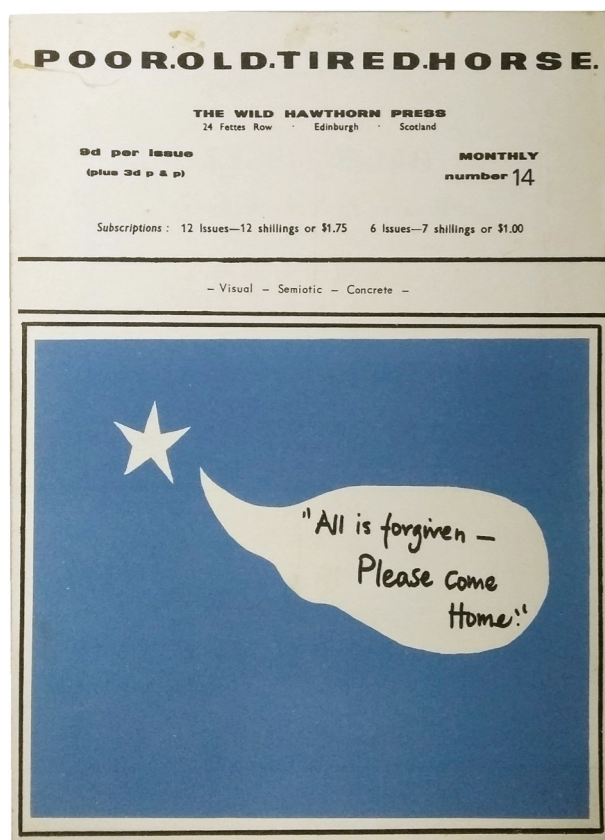 POOR.OLD.TIRED.HORSE.
THE WILD HAWTHORN PRESS
24 Fettes Row · Edinburgh · Scotland
9d per issue
(plus 3d p & p)
MONTHLY
number 14
Subscriptions : 12 Issues—12 shillings or $1.75 6 Issues—7 shillings or $1.00
– Visual – Semiotic – Concrete –
"All is forgiven —
Please come
Home."